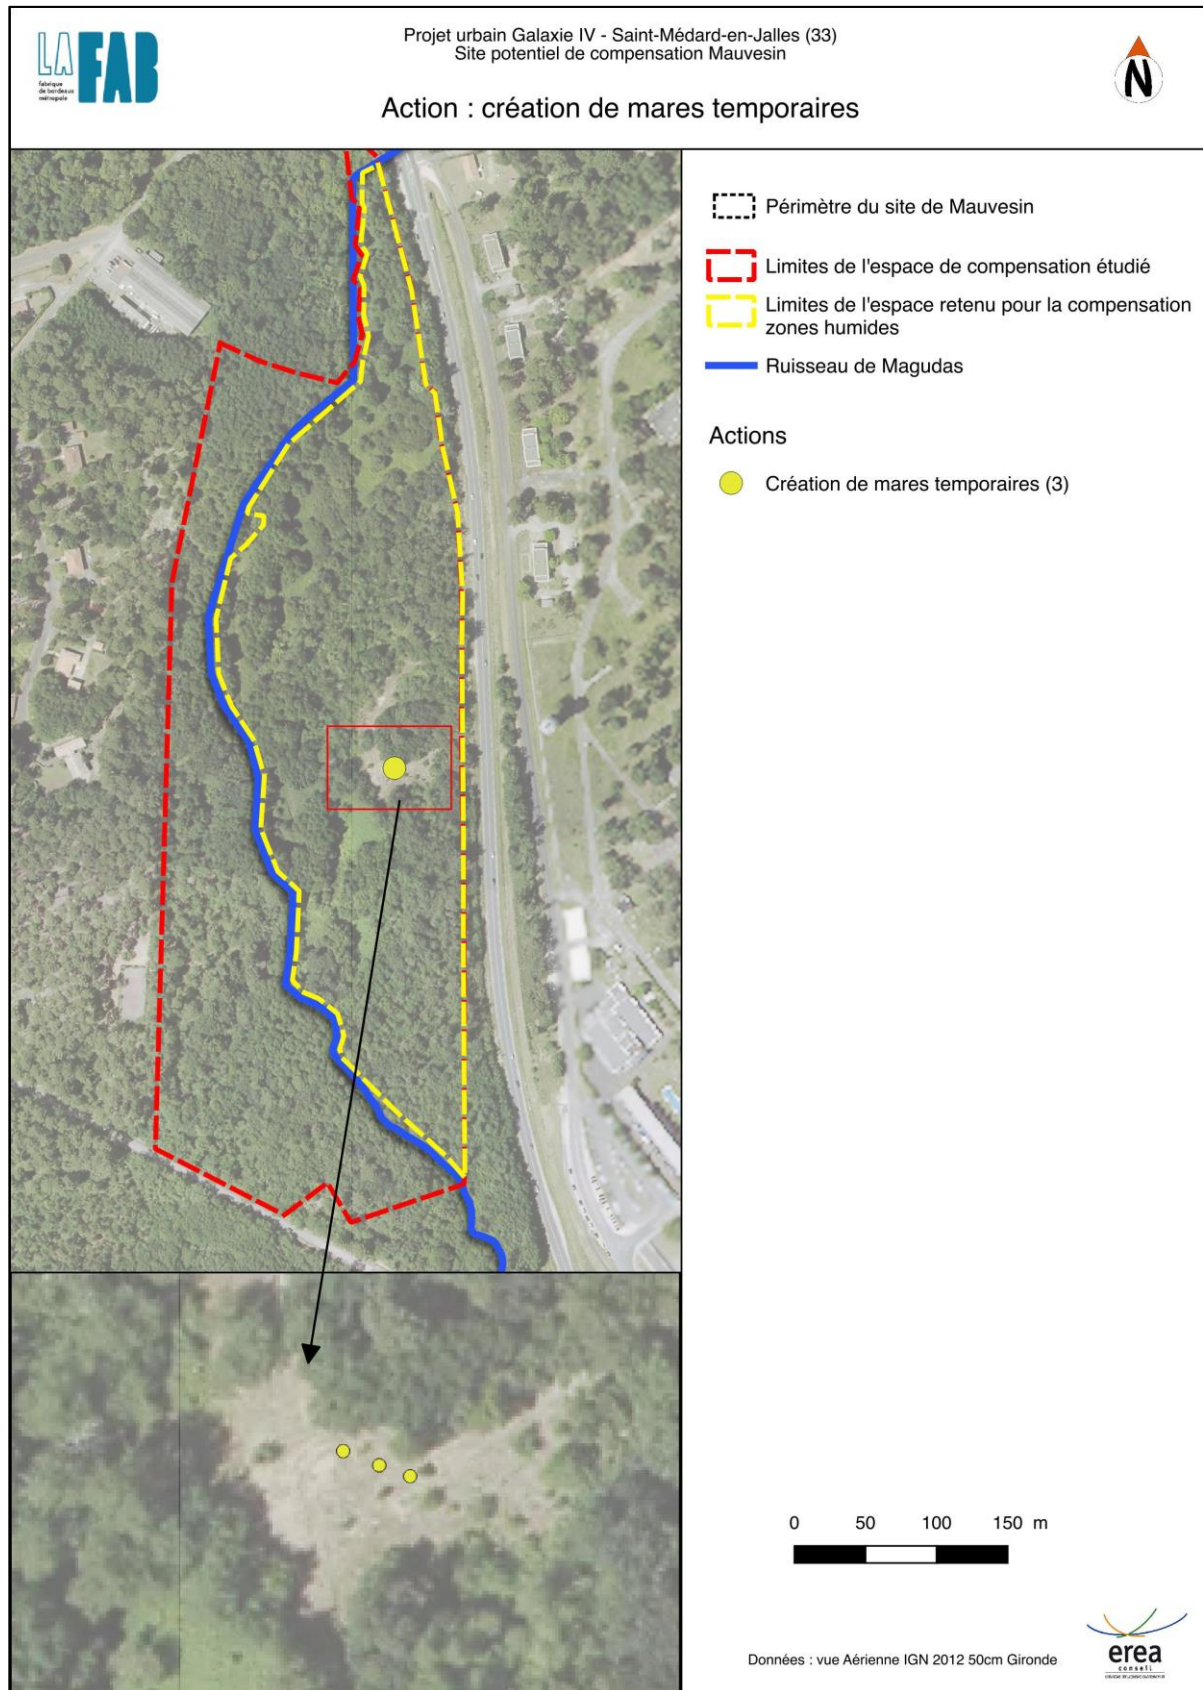 LA FAB
fabrique
de bordeaux
métropole
Projet urbain Galaxie IV - Saint-Médard-en-Jalles (33)
Site potentiel de compensation Mauvesin
Action : création de mares temporaires
N
Périmètre du site de Mauvesin
Limites de l'espace de compensation étudié
Limites de l'espace retenu pour la compensation
zones humides
Ruisseau de Magudas
Actions
Création de mares temporaires (3)
0 50 100 150 m
Données : vue Aérienne IGN 2012 50cm Gironde
erea
conseil